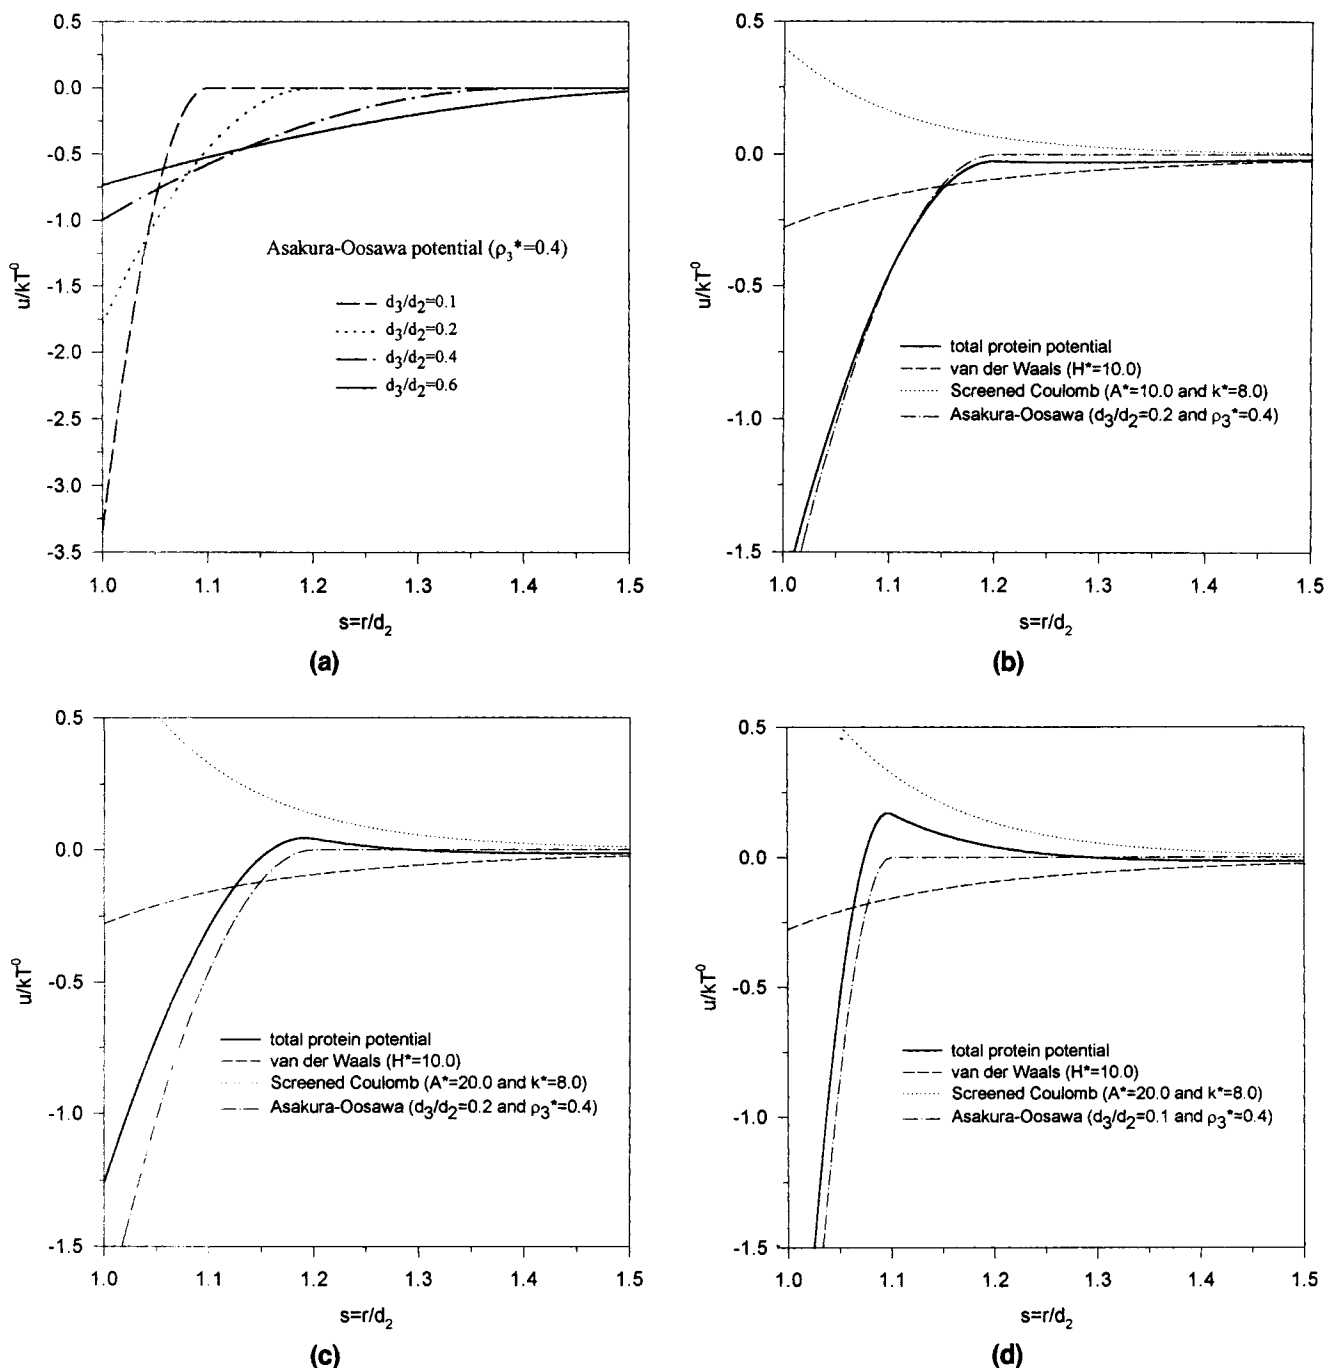 0.5
0.0
-0.5
-1.0
-1.5
-2.0
-2.5
-3.0
-3.5
u/kT⁰
Asakura-Oosawa potential (ρ₃*=0.4)
d₃/d₂=0.1
d₃/d₂=0.2
d₃/d₂=0.4
d₃/d₂=0.6
1.0 1.1 1.2 1.3 1.4 1.5
s=r/d₂
(a)
0.5
0.0
-0.5
-1.0
-1.5
u/kT⁰
total protein potential
van der Waals (H*=10.0)
Screened Coulomb (A*=10.0 and k*=8.0)
Asakura-Oosawa (d₃/d₂=0.2 and ρ₃*=0.4)
1.0 1.1 1.2 1.3 1.4 1.5
s=r/d₂
(b)
0.5
0.0
-0.5
-1.0
-1.5
u/kT⁰
total protein potential
van der Waals (H*=10.0)
Screened Coulomb (A*=20.0 and k*=8.0)
Asakura-Oosawa (d₃/d₂=0.2 and ρ₃*=0.4)
1.0 1.1 1.2 1.3 1.4 1.5
s=r/d₂
(c)
0.5
0.0
-0.5
-1.0
-1.5
u/kT⁰
total protein potential
van der Waals (H*=10.0)
Screened Coulomb (A*=20.0 and k*=8.0)
Asakura-Oosawa (d₃/d₂=0.1 and ρ₃*=0.4)
1.0 1.1 1.2 1.3 1.4 1.5
s=r/d₂
(d)